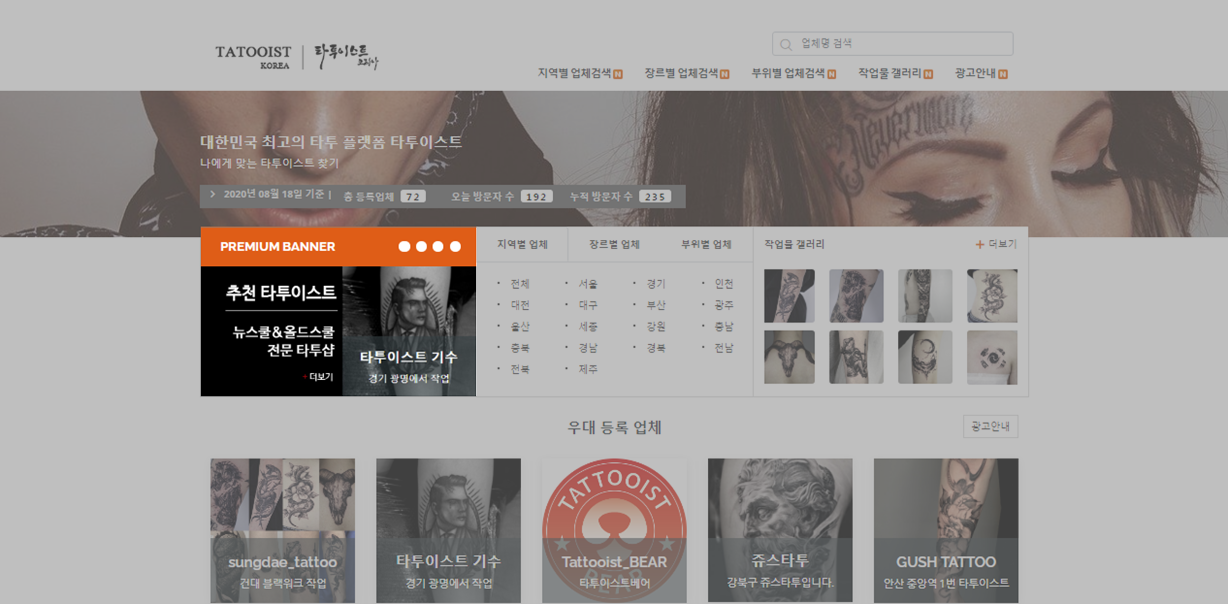 TATOOIST
KOREA
타투이스트
코리아
업체명 검색
지역별 업체검색 N
장르별 업체검색 N
부위별 업체검색 N
작업물 갤러리 N
광고안내 N
Nevermore
대한민국 최고의 타투 플랫폼 타투이스트
나에게 맞는 타투이스트 찾기
> 2020년 08월 18일 기준 | 총 등록업체 72 오늘 방문자 수 192 누적 방문자 수 235
PREMIUM BANNER
추천 타투이스트
뉴스쿨&올드스쿨
전문 타투샵
+ 더보기
타투이스트 기수
경기 광명에서 작업
지역별 업체
장르별 업체
부위별 업체
• 전체 • 서울 • 경기 • 인천
• 대전 • 대구 • 부산 • 광주
• 울산 • 세종 • 강원 • 충남
• 충북 • 경남 • 경북 • 전남
• 전북 • 제주
작업물 갤러리
+ 더보기
우대 등록 업체
광고안내
sungdae_tattoo
건대 블랙워크 작업
타투이스트 기수
경기 광명에서 작업
TATTOOIST
BEAR
Tattooist_BEAR
타투이스트베어
쥬스타투
강북구 쥬스타투입니다.
GUSH TATTOO
안산 중앙역 1번 타투이스트